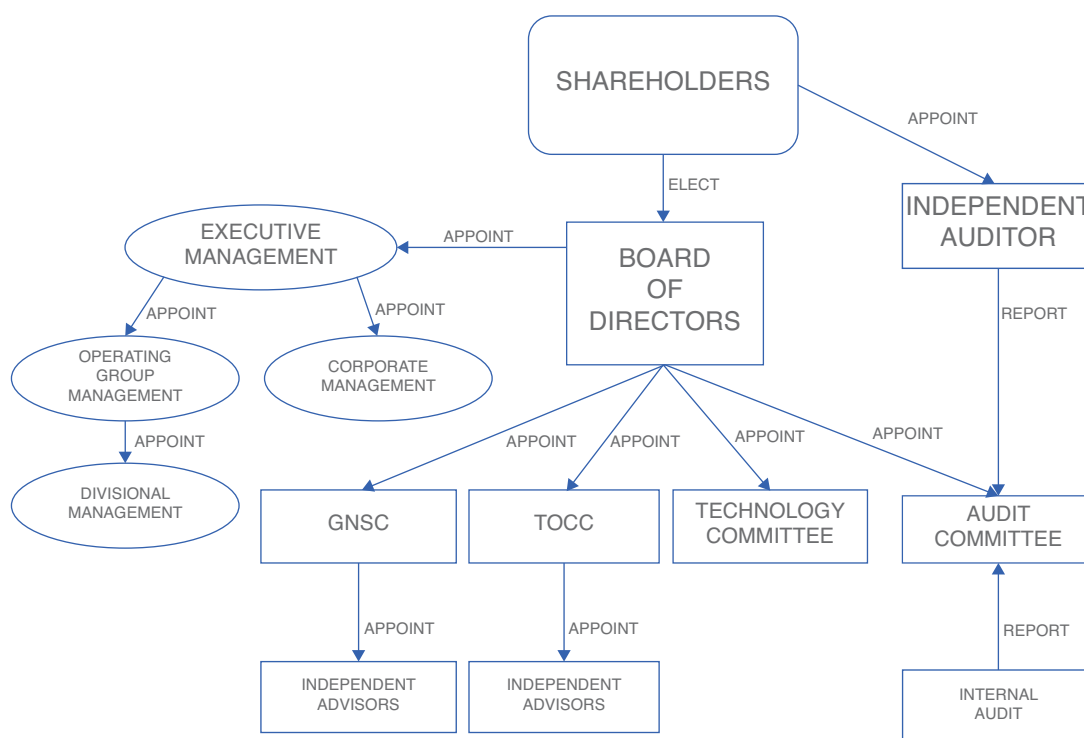 SHAREHOLDERS
APPOINT
ELECT
INDEPENDENT
AUDITOR
EXECUTIVE
MANAGEMENT
APPOINT
BOARD
OF
DIRECTORS
APPOINT
APPOINT
REPORT
OPERATING
GROUP
MANAGEMENT
CORPORATE
MANAGEMENT
APPOINT
APPOINT
APPOINT
APPOINT
APPOINT
DIVISIONAL
MANAGEMENT
GNSC
TOCC
TECHNOLOGY
COMMITTEE
AUDIT
COMMITTEE
APPOINT
APPOINT
REPORT
INDEPENDENT
ADVISORS
INDEPENDENT
ADVISORS
INTERNAL
AUDIT